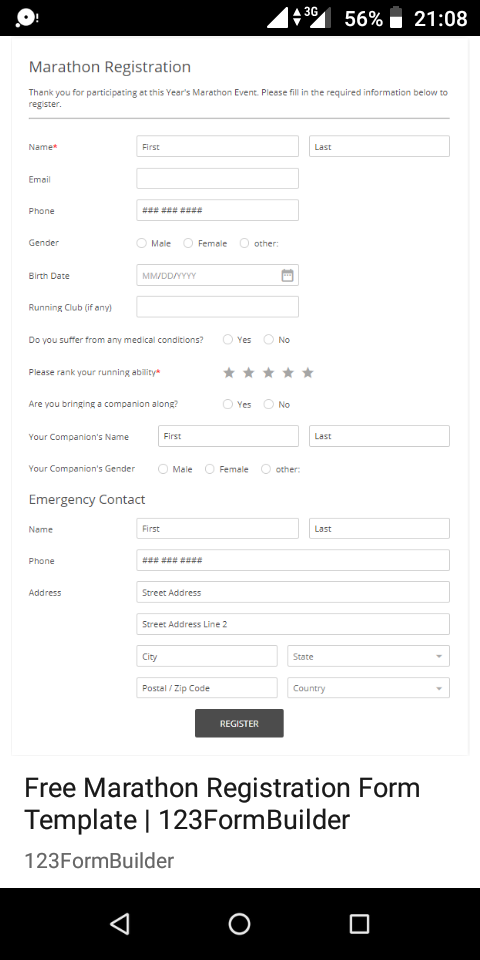 3G 56% 21:08
Marathon Registration
Thank you for participating at this Year's Marathon Event. Please fill in the required information below to
register.
Name* First Last
Email
Phone ### ### ####
Gender Male Female other:
Birth Date MM/DD/YYYY
Running Club (if any)
Do you suffer from any medical conditions? Yes No
Please rank your running ability*
Are you bringing a companion along? Yes No
Your Companion's Name First Last
Your Companion's Gender Male Female other:
Emergency Contact
Name First Last
Phone ### ### ####
Address Street Address
Street Address Line 2
City State
Postal / Zip Code Country
REGISTER
Free Marathon Registration Form
Template | 123FormBuilder
123FormBuilder